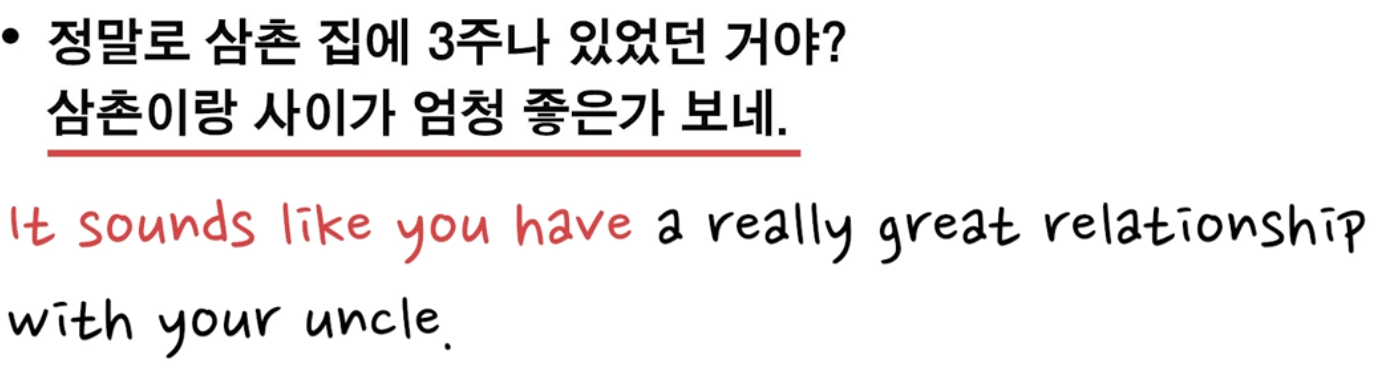 • 정말로 삼촌 집에 3주나 있었던 거야?
삼촌이랑 사이가 엄청 좋은가 보네.
It sounds like you have a really great relationship
with your uncle.